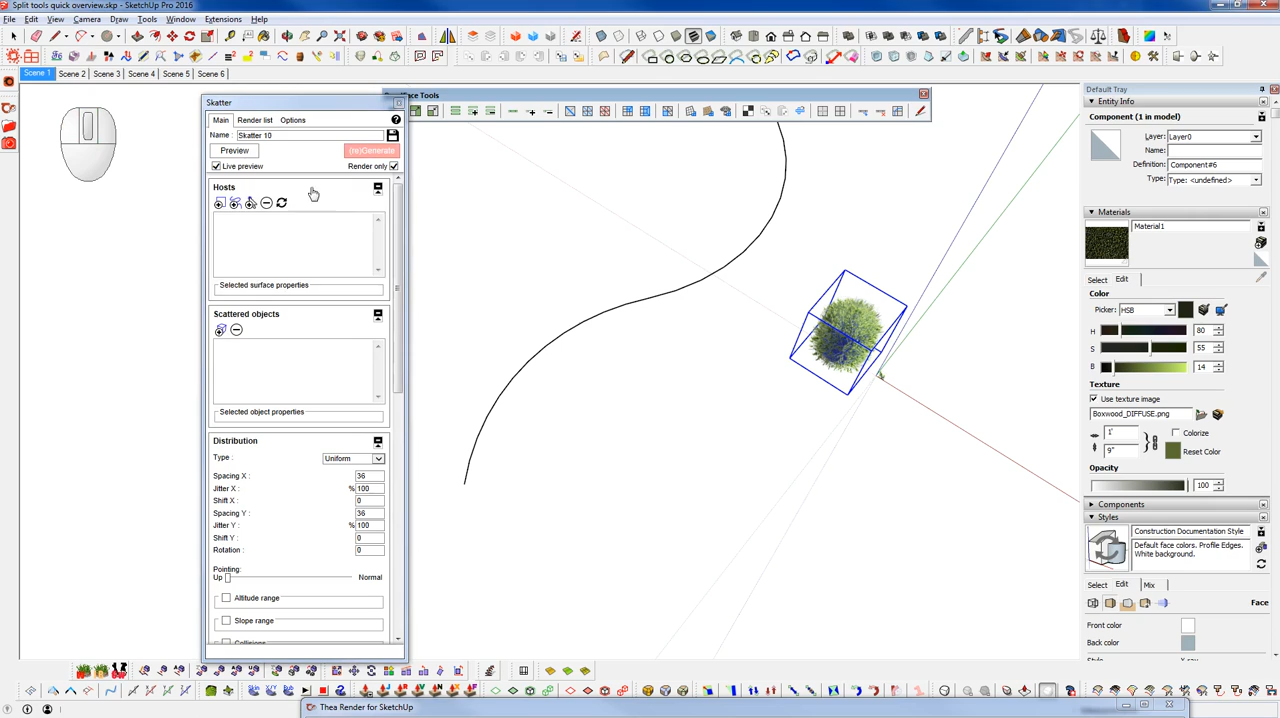 Split tools quick overview.skp - SketchUp Pro 2016
File Edit View Camera Draw Tools Window Extensions Help
Scene 1 Scene 2 Scene 3 Scene 4 Scene 5 Scene 6
Skatter
Main Render list Options
Name : Skatter 10
Preview (re)Generate
Live preview Render only
Hosts
Selected surface properties
Scattered objects
Selected object properties
Distribution
Type : Uniform
Spacing X : 36
Jitter X : % 100
Shift X : 0
Spacing Y : 36
Jitter Y : % 100
Shift Y : 0
Rotation : 0
Pointing:
Up Normal
Altitude range
Slope range
Face Tools
Default Tray
Entity Info
Component (1 in model)
Layer: Layer0
Name:
Definition: Component#6
Type: Type: <undefined>
Materials
Material1
Select Edit
Color
Picker: HSB
H 80
S 55
B 14
Texture
Use texture image
Boxwood_DIFFUSE.png
1' Colorize
9" Reset Color
Opacity
100
Components
Styles
Construction Documentation Style
Default face colors. Profile Edges.
White background.
Select Edit Mix
Face
Front color
Back color
Thea Render for SketchUp